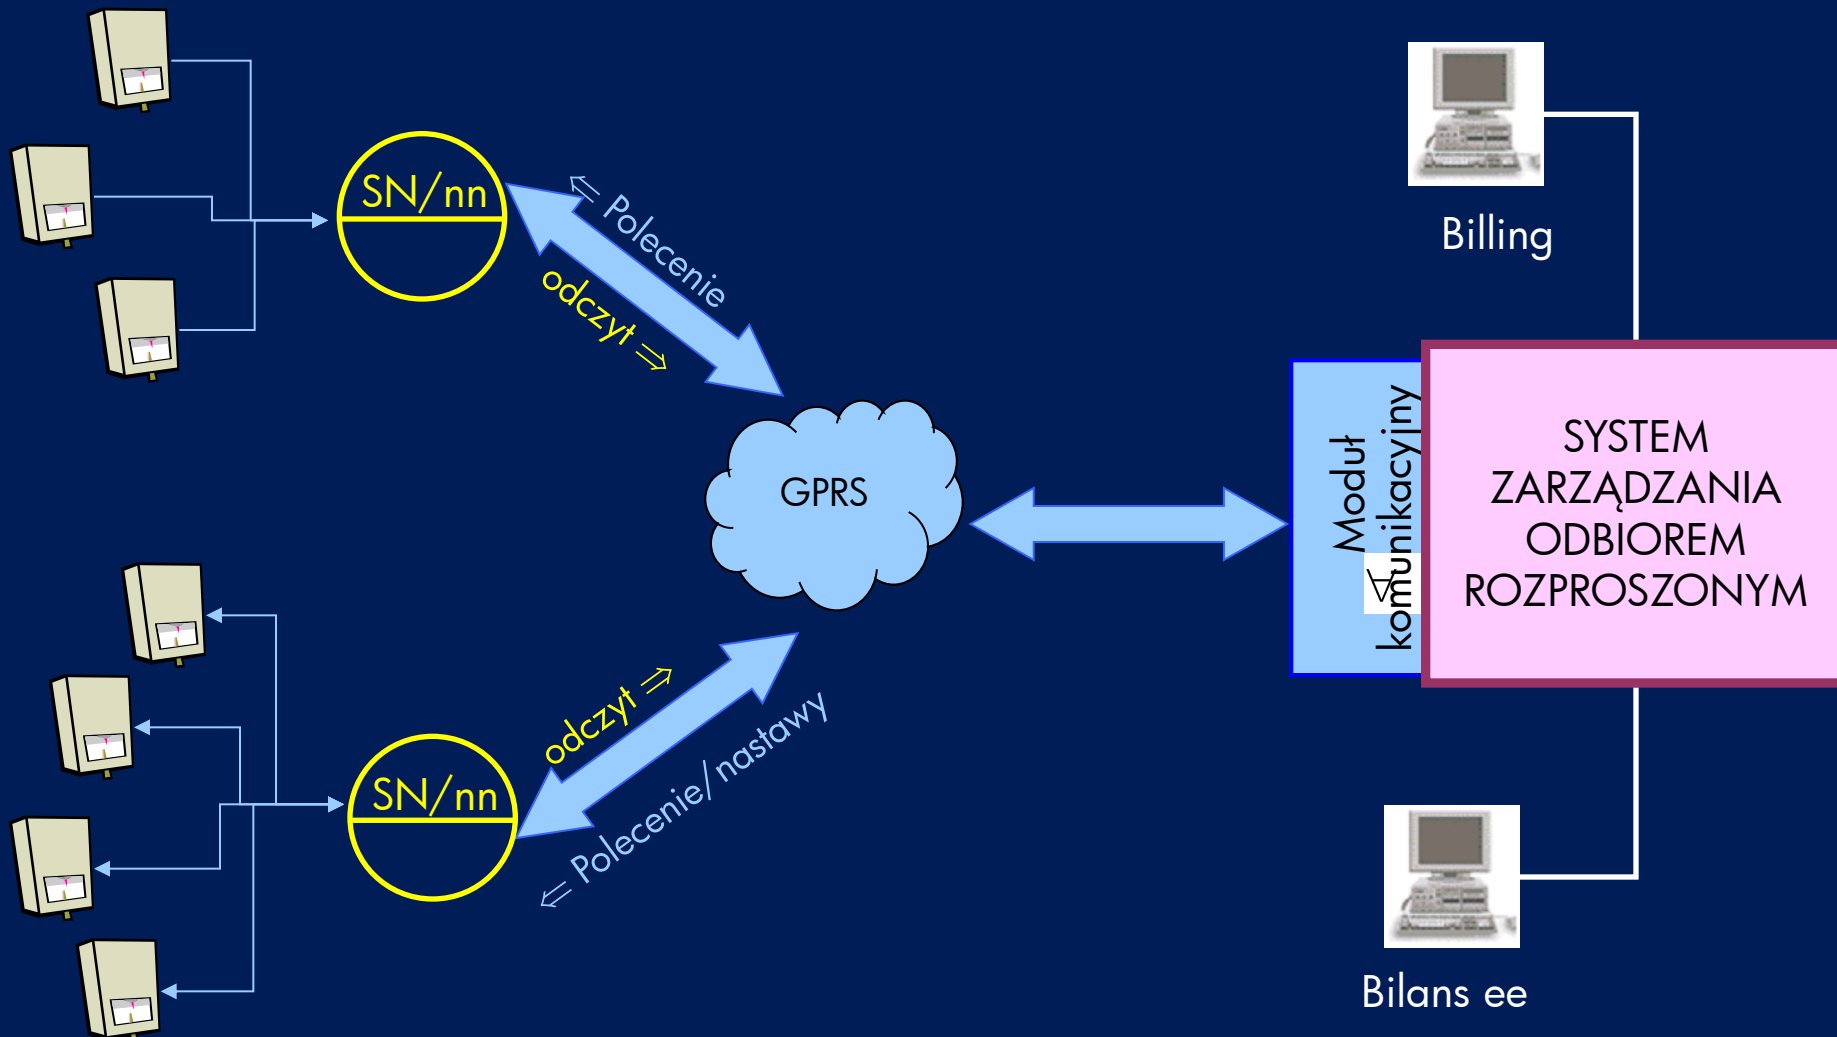 SN/nn
⇐ Polecenie
odczyt ⇒
Billing
GPRS
Moduł
komunikacyjny
∀
SYSTEM
ZARZĄDZANIA
ODBIOREM
ROZPROSZONYM
odczyt ⇒
SN/nn
⇐ Polecenie/nastawy
Bilans ee